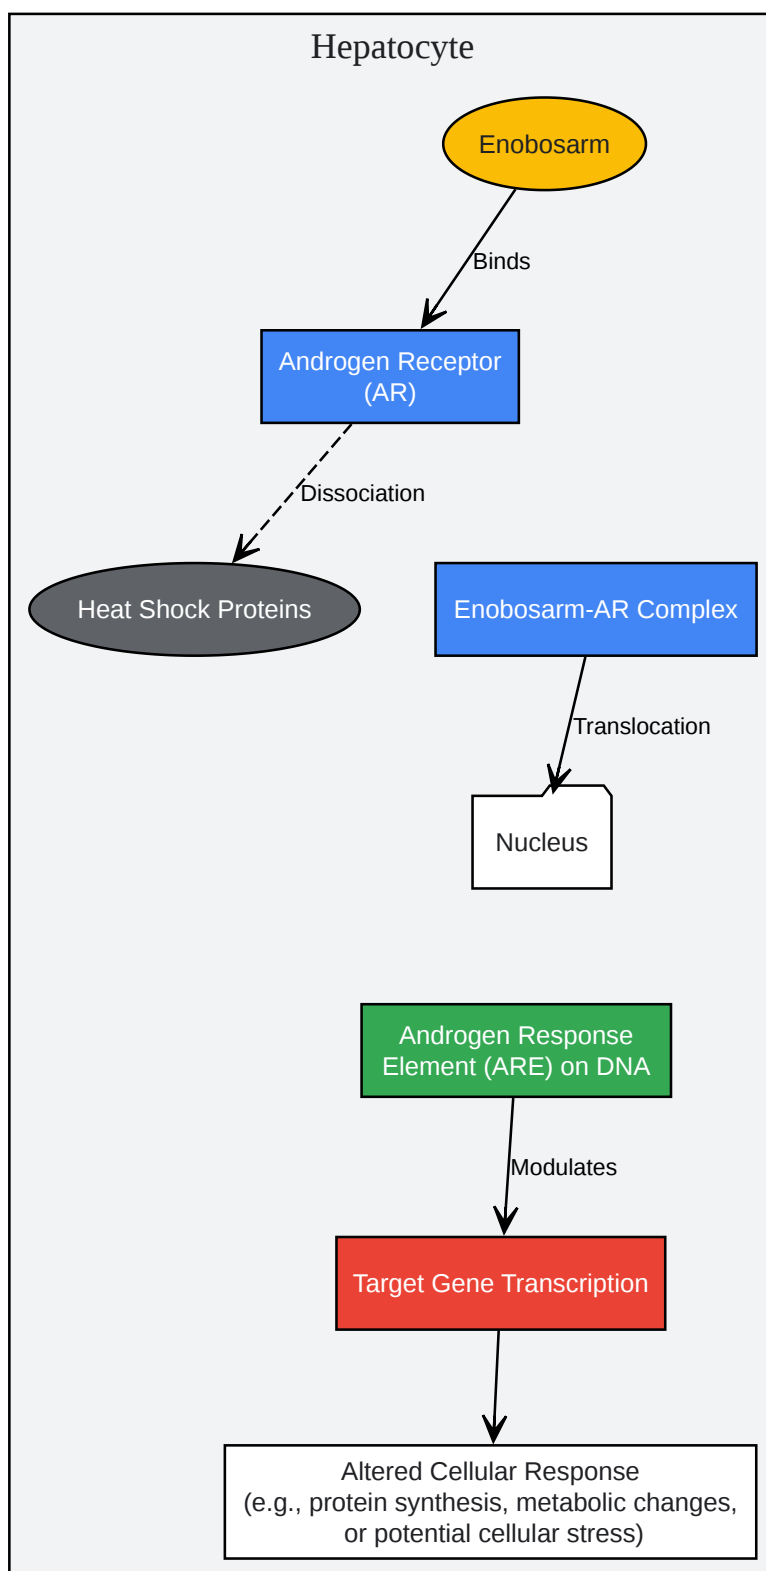 Hepatocyte
Enobosarm
Binds
Androgen Receptor
(AR)
Dissociation
Heat Shock Proteins
Enobosarm-AR Complex
Translocation
Nucleus
Androgen Response
Element (ARE) on DNA
Modulates
Target Gene Transcription
Altered Cellular Response
(e.g., protein synthesis, metabolic changes,
or potential cellular stress)